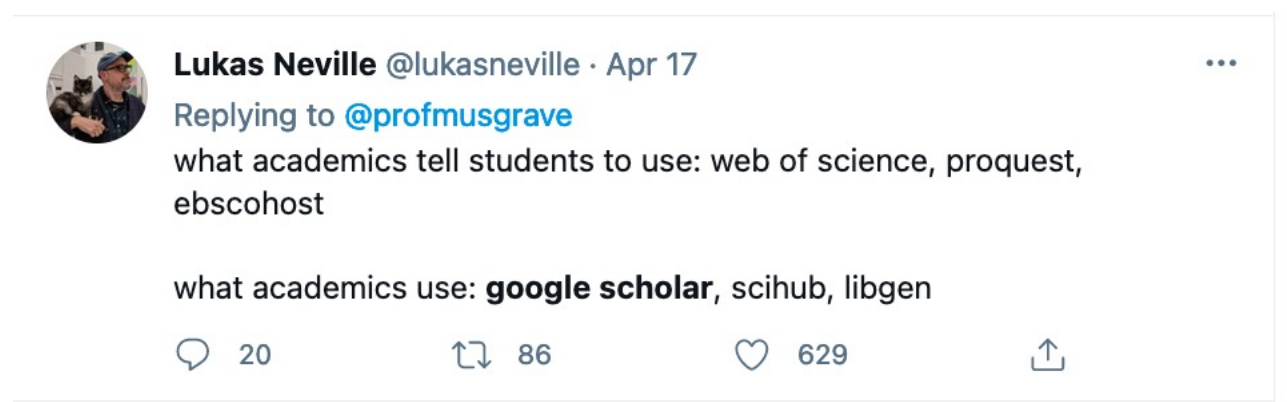 Lukas Neville @lukasneville · Apr 17
Replying to @profmusgrave
what academics tell students to use: web of science, proquest,
ebscohost
what academics use: google scholar, scihub, libgen
20 86 629